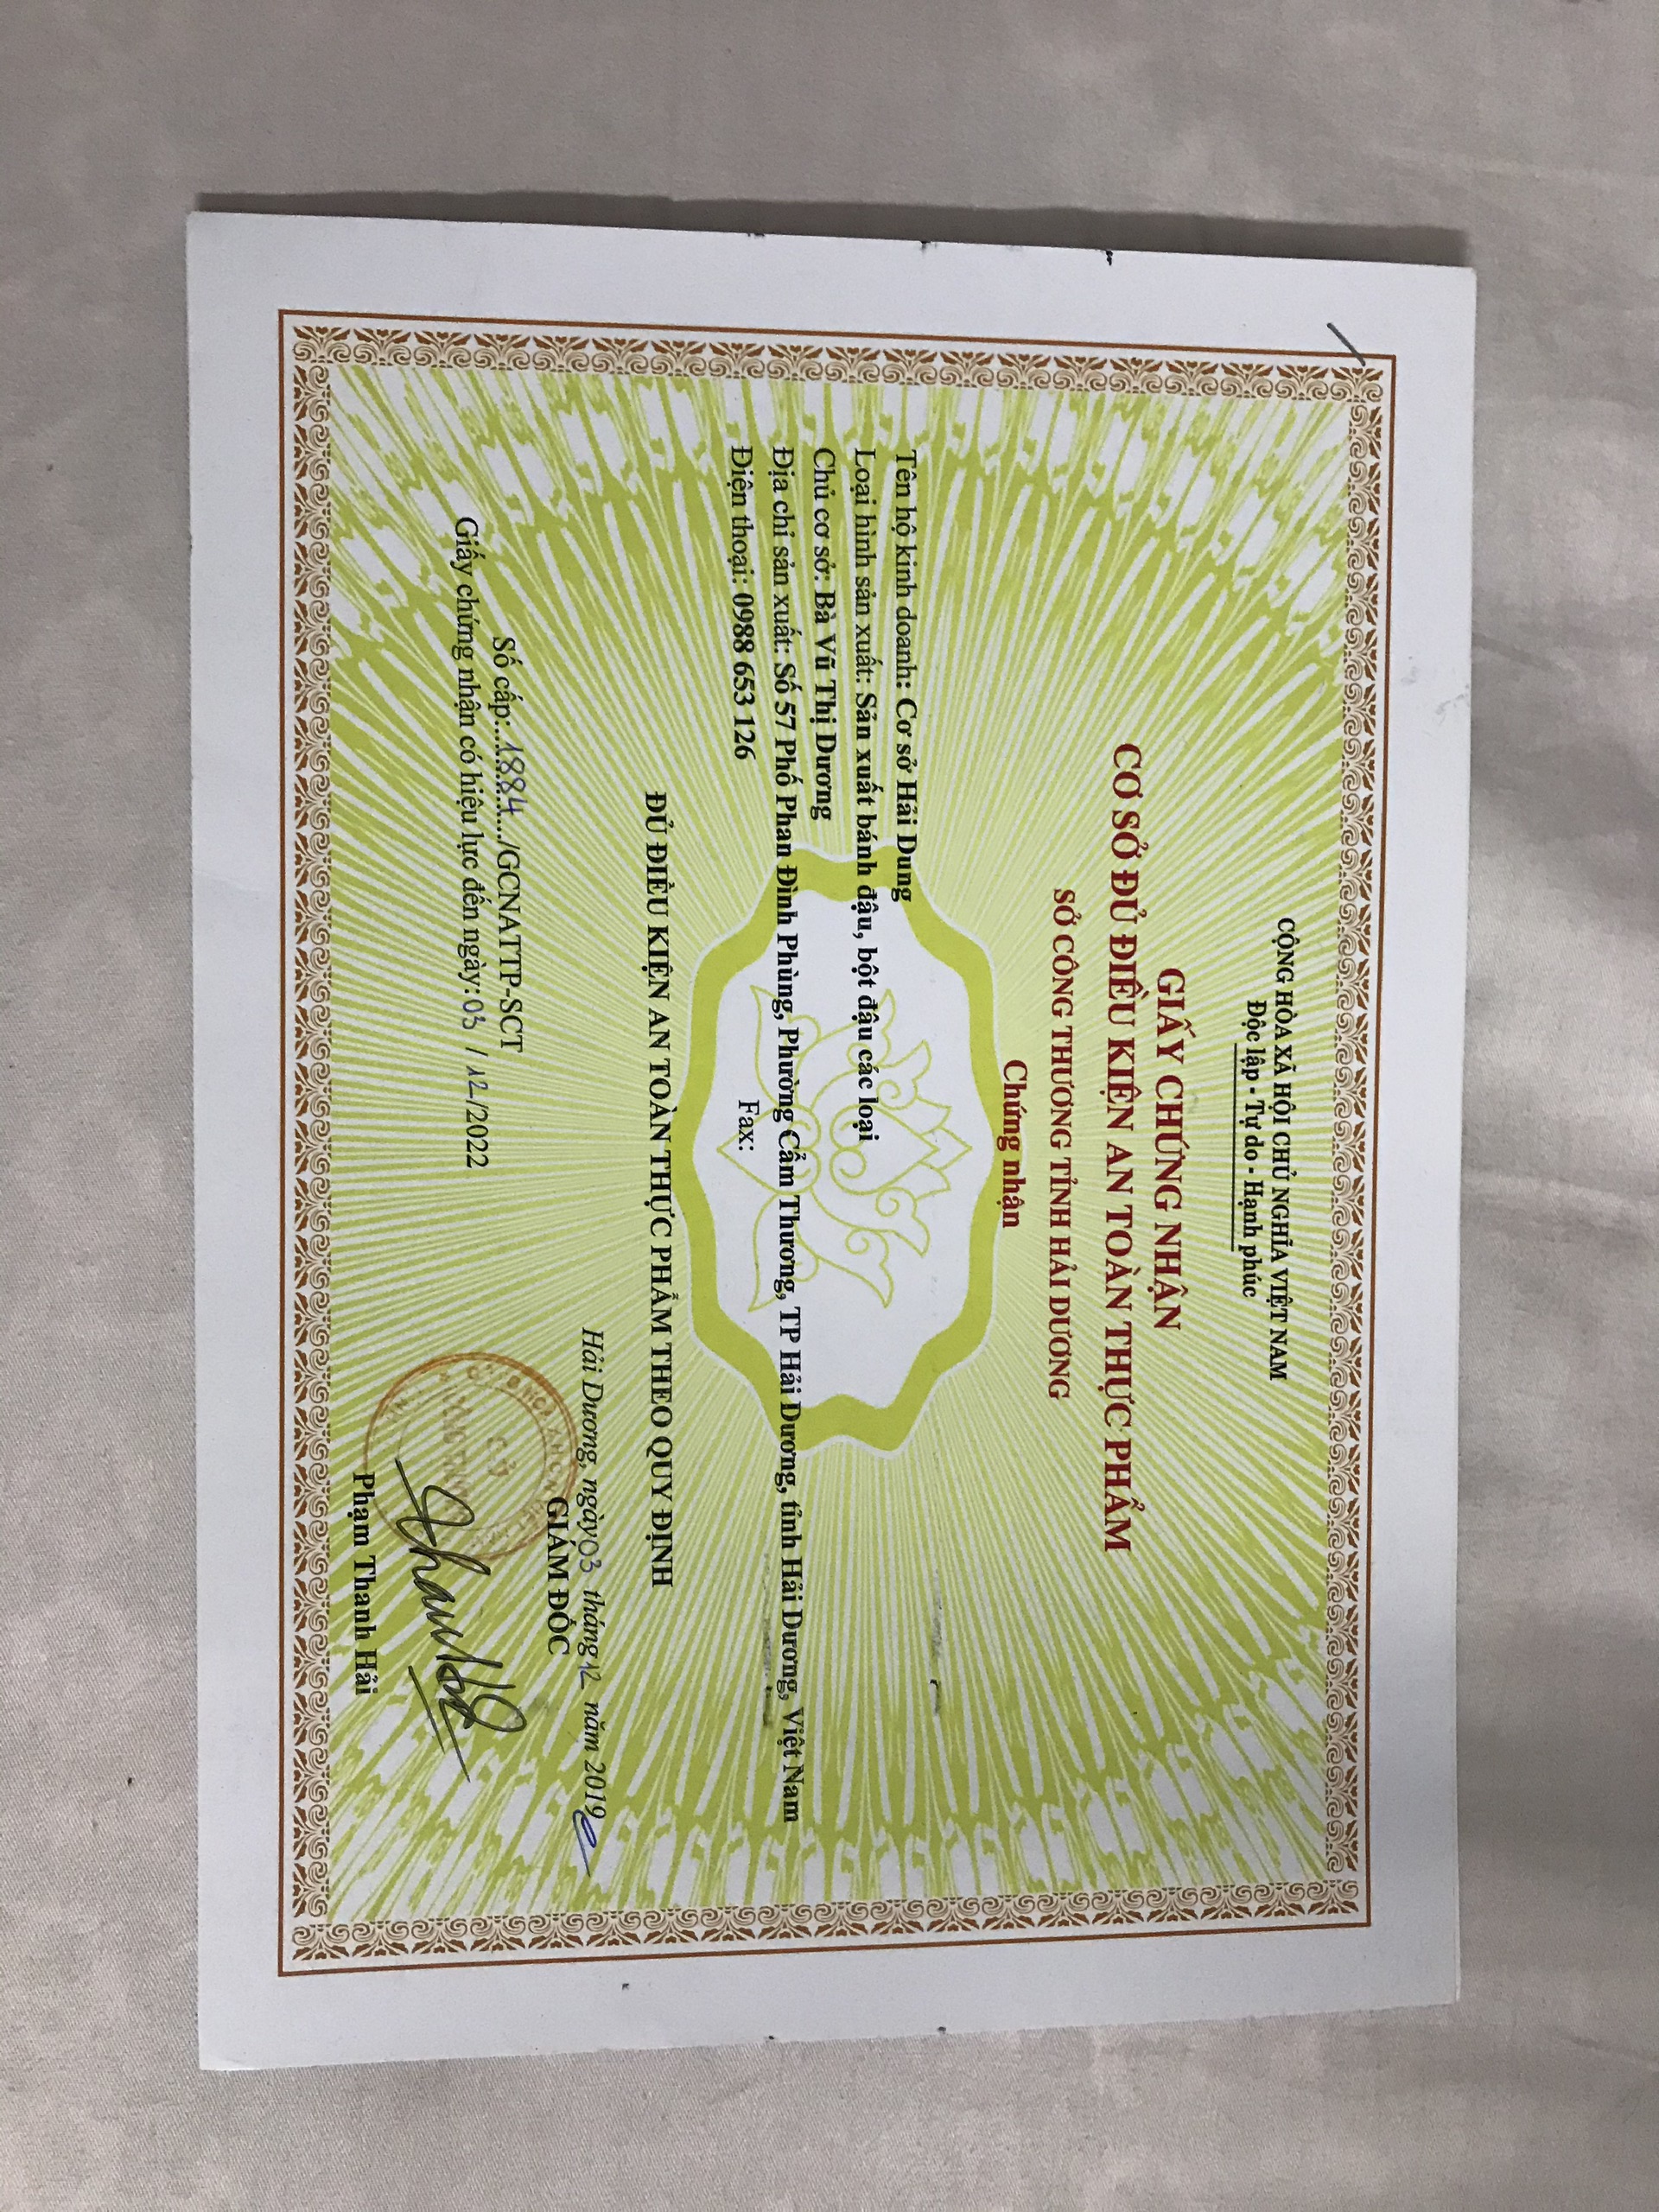 CỘNG HÒA XÃ HỘI CHỦ NGHĨA VIỆT NAM
Độc lập - Tự do - Hạnh phúc
GIẤY CHỨNG NHẬN
CƠ SỞ ĐỦ ĐIỀU KIỆN AN TOÀN THỰC PHẨM
SỞ CÔNG THƯƠNG TỈNH HẢI DƯƠNG
Chứng nhận
Tên hộ kinh doanh: Cơ sở Hải Dung
Loại hình sản xuất: Sản xuất bánh đậu, bột đậu các loại
Chủ cơ sở: Bà Vũ Thị Dương
Địa chỉ sản xuất: Số 57 Phố Phan Đình Phùng, Phường Cẩm Thương, TP Hải Dương, tỉnh Hải Dương, Việt Nam
Điện thoại: 0988 653 126 Fax:
ĐỦ ĐIỀU KIỆN AN TOÀN THỰC PHẨM THEO QUY ĐỊNH
Hải Dương, ngày 03 tháng 12 năm 2019
GIÁM ĐỐC
Số cấp:...1884.../GCNATTP-SCT
Giấy chứng nhận có hiệu lực đến ngày: 03 / 12 /2022
Phạm Thanh Hải